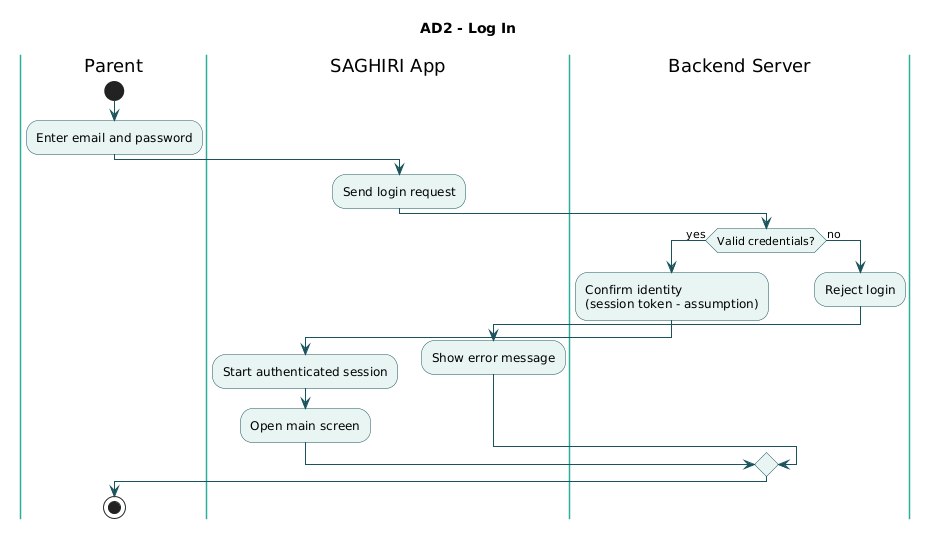 AD2 - Log In
Parent
SAGHIRI App
Backend Server
Enter email and password
Send login request
yes
Valid credentials?
no
Confirm identity
(session token - assumption)
Reject login
Show error message
Start authenticated session
Open main screen